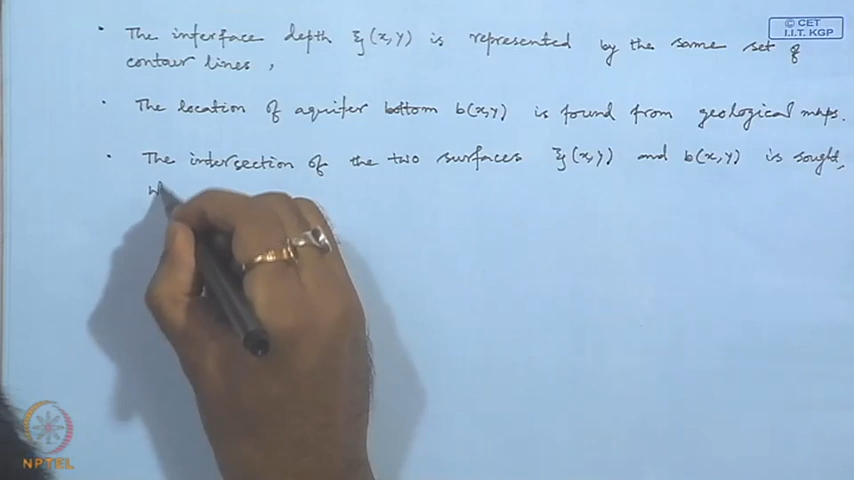 © CET
I.I.T. KGP
• The interface depth ξ(x,y) is represented by the same set of
contour lines,
• The location of aquifer bottom b(x,y) is found from geological maps.
• The intersection of the two surfaces ξ(x,y) and b(x,y) is sought,
NPTEL